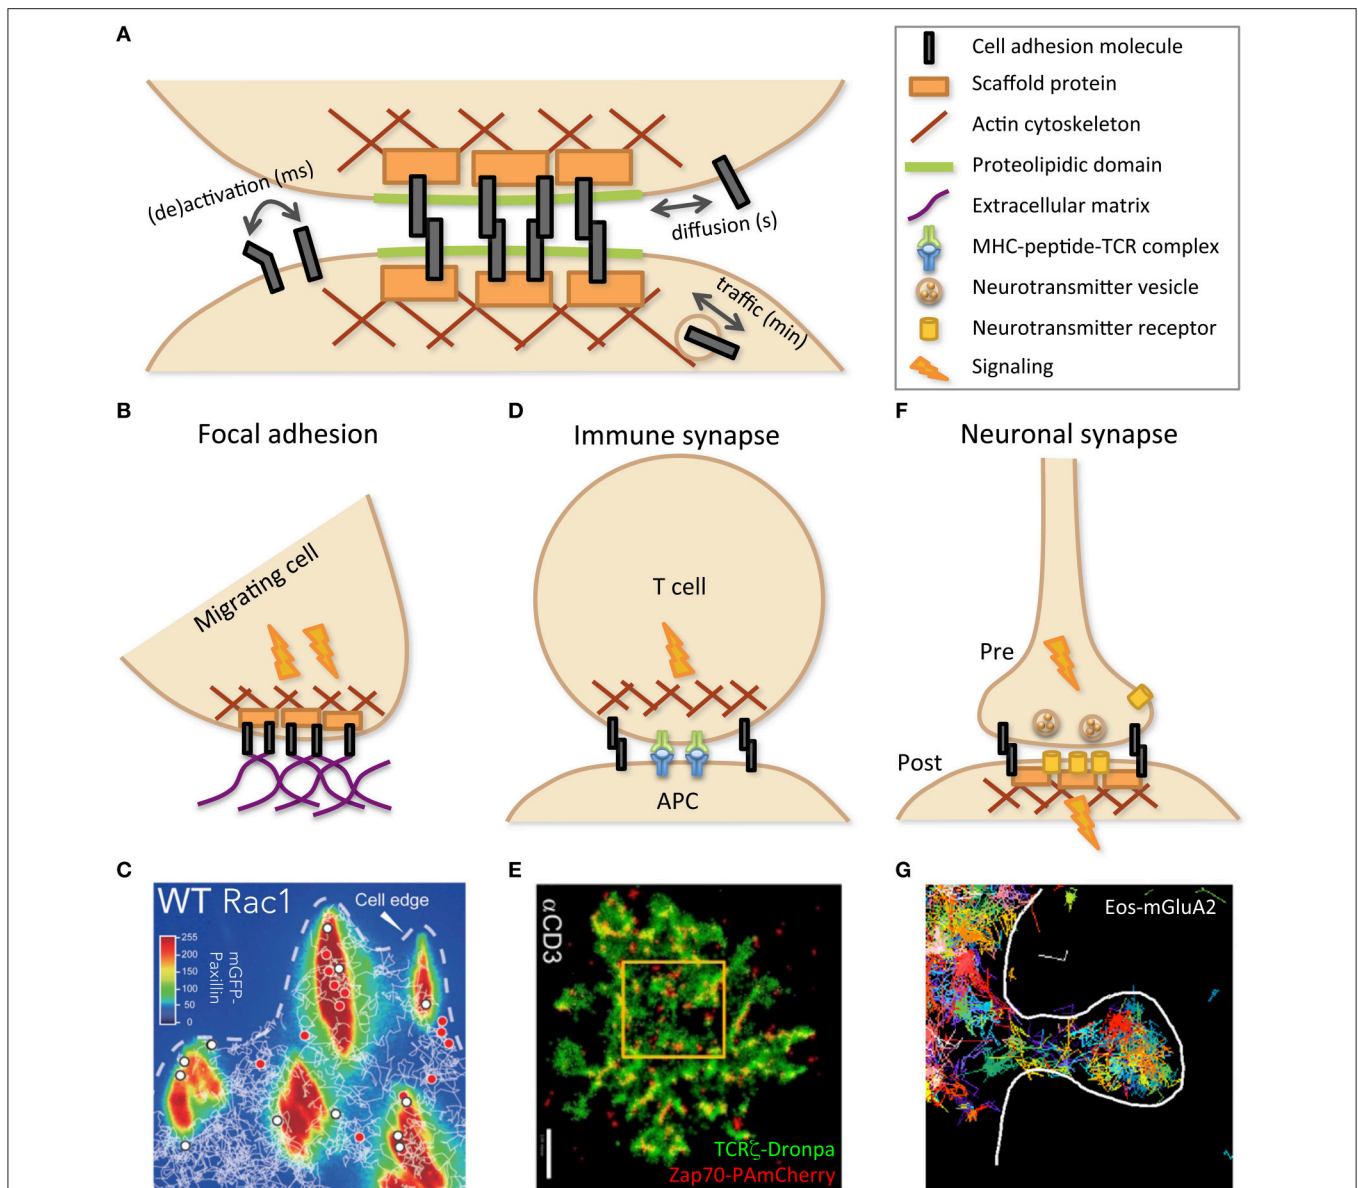 A
(de)activation (ms)
diffusion (s)
traffic (min)
Cell adhesion molecule
Scaffold protein
Actin cytoskeleton
Proteolipidic domain
Extracellular matrix
MHC-peptide-TCR complex
Neurotransmitter vesicle
Neurotransmitter receptor
Signaling
B
Focal adhesion
Migrating cell
D
Immune synapse
T cell
APC
F
Neuronal synapse
Pre
Post
C
WT Rac1
Cell edge
255
200
150
100
50
0
mGFP-
Paxillin
E
αCD3
TCRζ-Dronpa
Zap70-PAmCherry
G
Eos-mGluA2